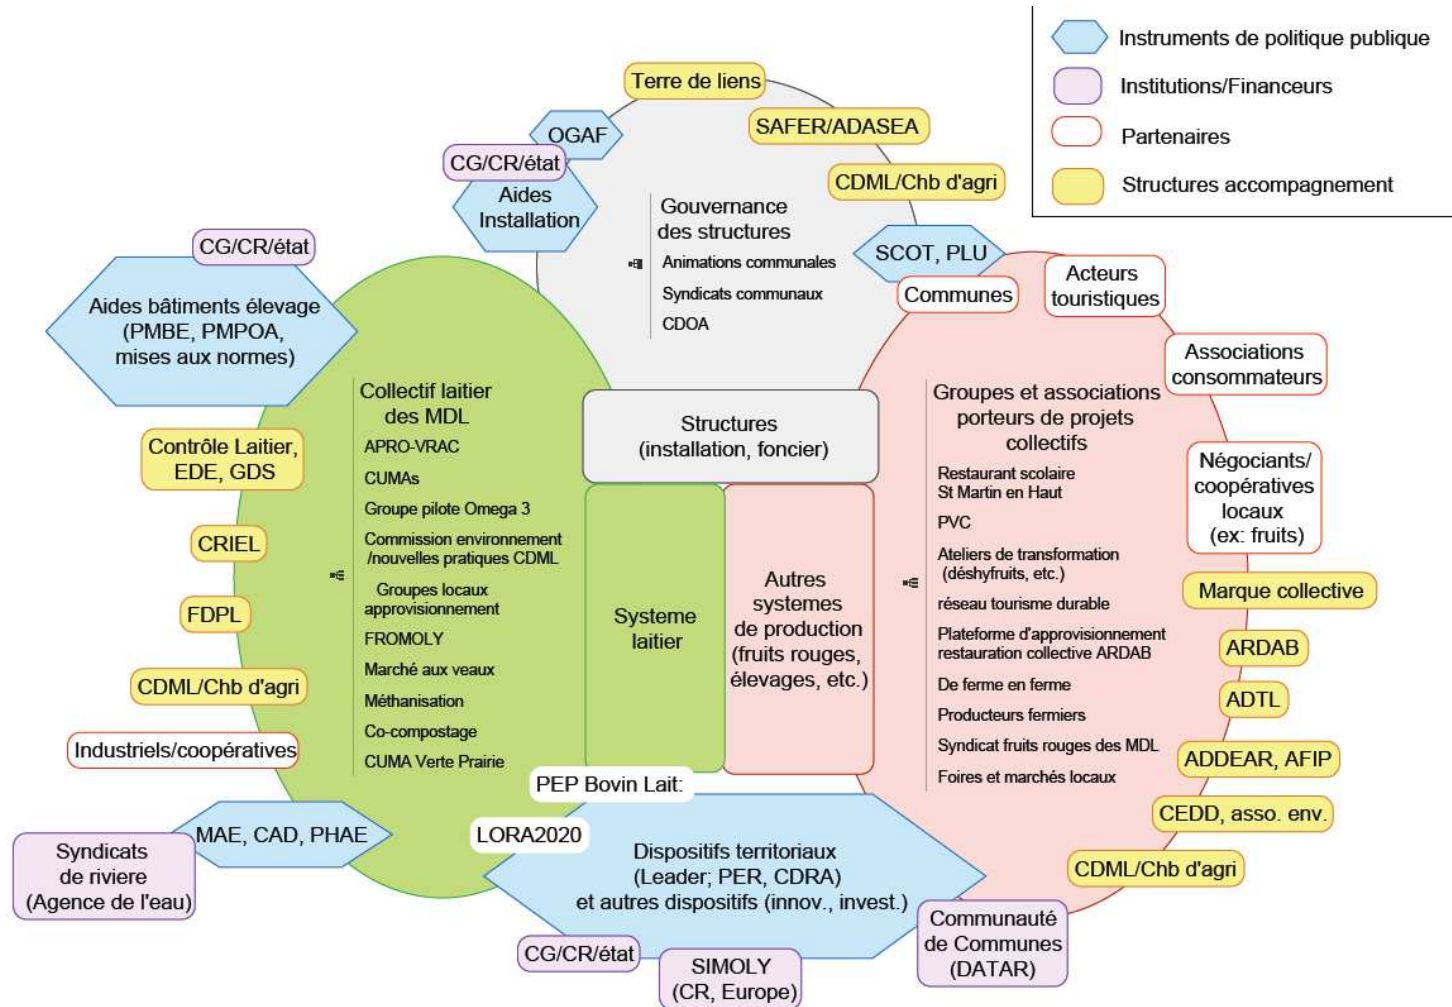 Instruments de politique publique
Institutions/Financeurs
Partenaires
Structures accompagnement
Terre de liens
OGAF
SAFER/ADASEA
CG/CR/état
CDML/Chb d'agri
Aides
Installation
Gouvernance
des structures
Animations communales
Syndicats communaux
CDOA
SCOT, PLU
Communes
Acteurs
touristiques
CG/CR/état
Aides bâtiments élevage
(PMBE, PMPOA,
mises aux normes)
Associations
consommateurs
Collectif laitier
des MDL
APRO-VRAC
CUMAs
Groupe pilote Omega 3
Commission environnement
/nouvelles pratiques CDML
Groupes locaux
approvisionnement
FROMOLY
Marché aux veaux
Méthanisation
Co-compostage
CUMA Verte Prairie
Structures
(installation, foncier)
Systeme
laitier
Autres
systemes
de production
(fruits rouges,
élevages, etc.)
Groupes et associations
porteurs de projets
collectifs
Restaurant scolaire
St Martin en Haut
PVC
Ateliers de transformation
(déshyfruits, etc.)
réseau tourisme durable
Plateforme d'approvisionnement
restauration collective ARDAB
De ferme en ferme
Producteurs fermiers
Syndicat fruits rouges des MDL
Foires et marchés locaux
Contrôle Laitier,
EDE, GDS
CRIEL
FDPL
CDML/Chb d'agri
Industriels/coopératives
Négociants/
coopératives
locaux
(ex: fruits)
Marque collective
ARDAB
ADTL
ADDEAR, AFIP
CEDD, asso. env.
CDML/Chb d'agri
PEP Bovin Lait:
LORA2020
MAE, CAD, PHAE
Syndicats
de riviere
(Agence de l'eau)
Dispositifs territoriaux
(Leader; PER, CDRA)
et autres dispositifs (innov., invest.)
CG/CR/état
SIMOLY
(CR, Europe)
Communauté
de Communes
(DATAR)